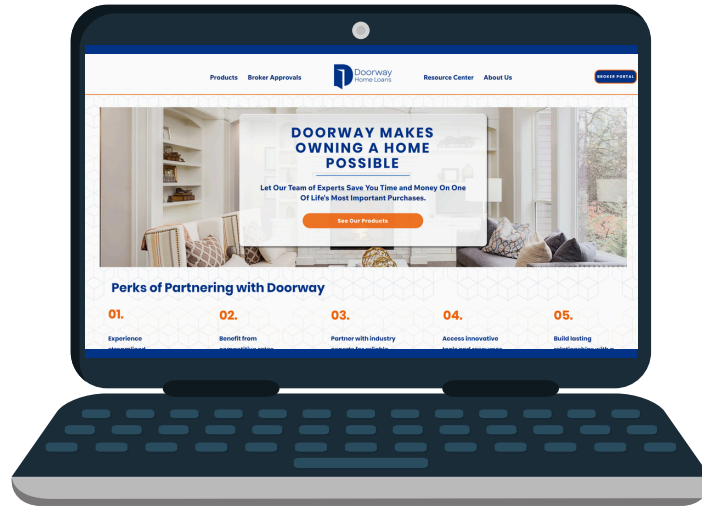 Products Broker Approvals Doorway Home Loans Resource Center About Us BROKER PORTAL
DOORWAY MAKES
OWNING A HOME
POSSIBLE
Let Our Team of Experts Save You Time and Money On One
Of Life's Most Important Purchases.
See Our Products
Perks of Partnering with Doorway
01. 02. 03. 04. 05.
Experience Benefit from Partner with industry Access innovative Build lasting